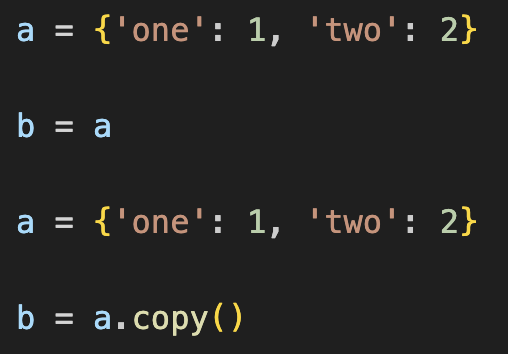 a = {'one': 1, 'two': 2}
b = a
a = {'one': 1, 'two': 2}
b = a.copy()